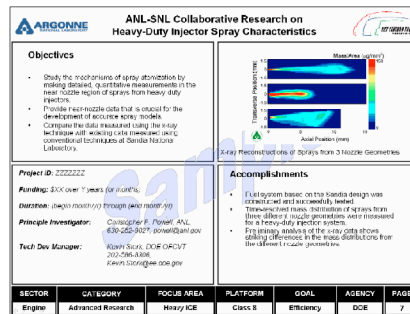 ARGONNE
NATIONAL LABORATORY
ANL-SNL Collaborative Research on
Heavy-Duty Injector Spray Characteristics
Objectives
• Study the mechanisms of spray atomization by
making detailed, quantitative measurements in the
near nozzle region of sprays from heavy duty
injectors.
• Provide near-nozzle data that is crucial for the
development of accurate spray models.
• Compare the data measured using the x-ray
technique with existing data measured using
conventional techniques at Sandia National
Laboratory.
Mass/Area (µg/mm²)
Transverse Position (mm)
Axial Position (mm)
X-ray Reconstructions of Sprays from 3 Nozzle Geometries
Project ID: ZZZZZZZ
Funding: $XX over Y years (or months)
Duration: (begin month/yr) through (end month/yr)
Principle Investigator: Christopher F. Powell, ANL
630-252-9027, powell@anl.gov
Tech Dev Manager: Kevin Stork, DOE OFCVT
202-586-8306,
Kevin.Stork@ee.doe.gov
Accomplishments
• Fuel system based on the Sandia design was
constructed and successfully tested
• Time-resolved mass distribution of sprays from
three different nozzle geometries were measured
for a heavy-duty injection system.
• Preliminary analysis of the x-ray data shows
striking differences in the mass distributions from
the different nozzle geometries
Sample
SECTOR CATEGORY FOCUS AREA PLATFORM GOAL AGENCY PAGE
Engine Advanced Research Heavy ICE Class 8 Efficiency DOE 7